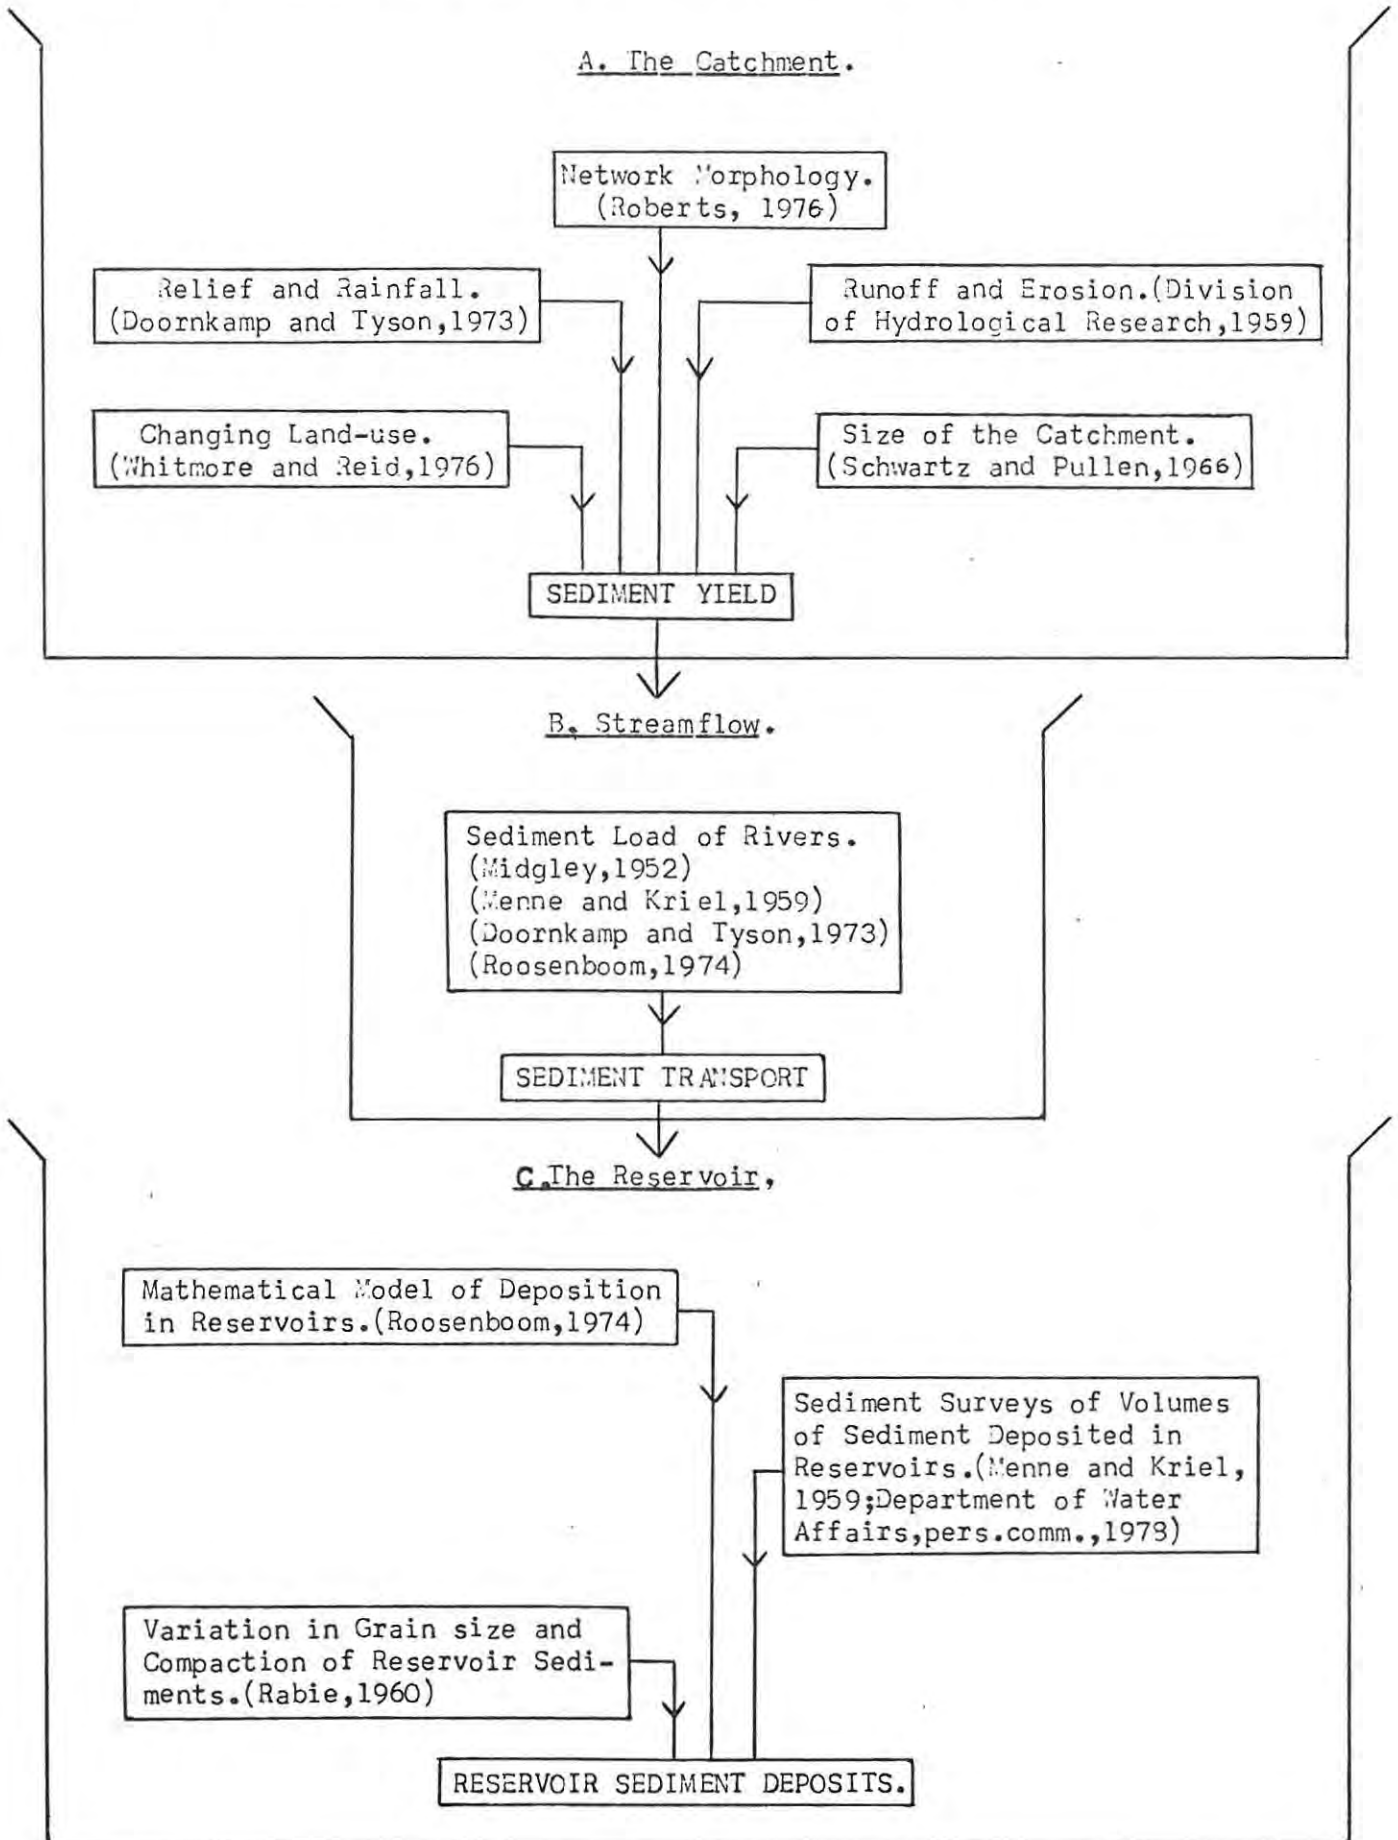 A. The Catchment.
Network Morphology.
(Roberts, 1976)
Relief and Rainfall.
(Doornkamp and Tyson,1973)
Runoff and Erosion.(Division
of Hydrological Research,1959)
Changing Land-use.
(Whitmore and Reid,1976)
Size of the Catchment.
(Schwartz and Pullen,1966)
SEDIMENT YIELD
B. Streamflow.
Sediment Load of Rivers.
(Midgley,1952)
(Menne and Kriel,1959)
(Doornkamp and Tyson,1973)
(Roosenboom,1974)
SEDIMENT TRANSPORT
C.The Reservoir,
Mathematical Model of Deposition
in Reservoirs.(Roosenboom,1974)
Sediment Surveys of Volumes
of Sediment Deposited in
Reservoirs.(Menne and Kriel,
1959;Department of Water
Affairs,pers.comm.,1978)
Variation in Grain size and
Compaction of Reservoir Sedi-
ments.(Rabie,1960)
RESERVOIR SEDIMENT DEPOSITS.